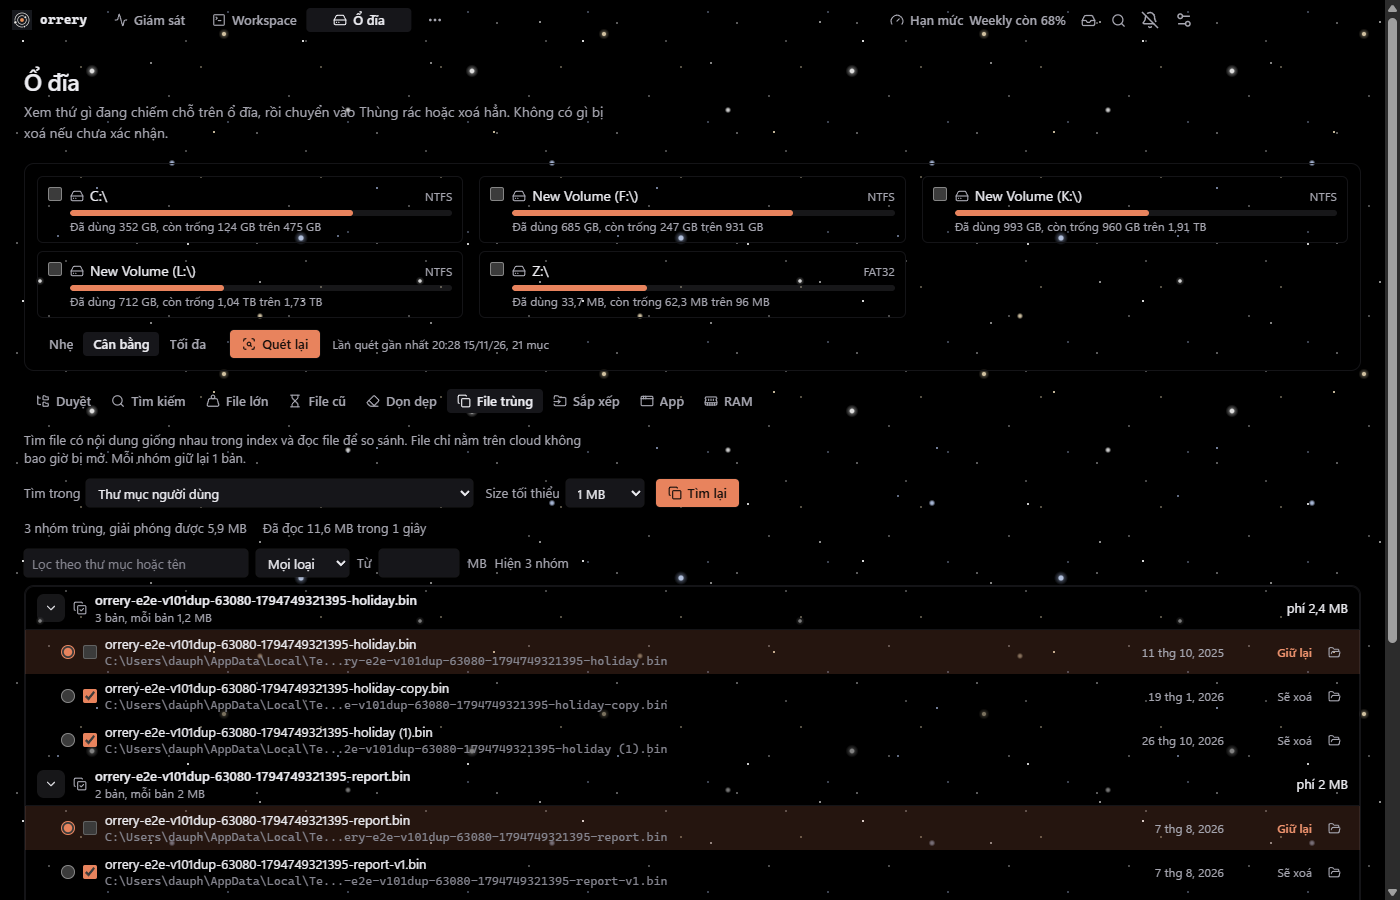 orrery Giám sát Workspace Ổ đĩa Hạn mức Weekly còn 68%
Ổ đĩa
Xem thứ gì đang chiếm chỗ trên ổ đĩa, rồi chuyển vào Thùng rác hoặc xoá hẳn. Không có gì bị
xoá nếu chưa xác nhận.
C:\ NTFS
Đã dùng 352 GB, còn trống 124 GB trên 475 GB
New Volume (F:\) NTFS
Đã dùng 685 GB, còn trống 247 GB trên 931 GB
New Volume (K:\) NTFS
Đã dùng 993 GB, còn trống 960 GB trên 1,91 TB
New Volume (L:\) NTFS
Đã dùng 712 GB, còn trống 1,04 TB trên 1,73 TB
Z:\ FAT32
Đã dùng 33,7 MB, còn trống 62,3 MB trên 96 MB
Nhẹ Cân bằng Tối đa Quét lại Lần quét gần nhất 20:28 15/11/26, 21 mục
Duyệt Tìm kiếm File lớn File cũ Dọn dẹp File trùng Sắp xếp App RAM
Tìm file có nội dung giống nhau trong index và đọc file để so sánh. File chỉ nằm trên cloud không
bao giờ bị mở. Mỗi nhóm giữ lại 1 bản.
Tìm trong Thư mục người dùng Size tối thiểu 1 MB Tìm lại
3 nhóm trùng, giải phóng được 5,9 MB Đã đọc 11,6 MB trong 1 giây
Lọc theo thư mục hoặc tên Mọi loại Từ MB Hiện 3 nhóm
orrery-e2e-v101dup-63080-1794749321395-holiday.bin
3 bản, mỗi bản 1,2 MB phí 2,4 MB
orrery-e2e-v101dup-63080-1794749321395-holiday.bin
C:\Users\dauph\AppData\Local\Te...ry-e2e-v101dup-63080-1794749321395-holiday.bin 11 thg 10, 2025 Giữ lại
orrery-e2e-v101dup-63080-1794749321395-holiday-copy.bin
C:\Users\dauph\AppData\Local\Te...e-v101dup-63080-1794749321395-holiday-copy.bin 19 thg 1, 2026 Sẽ xoá
orrery-e2e-v101dup-63080-1794749321395-holiday (1).bin
C:\Users\dauph\AppData\Local\Te...2e-v101dup-63080-1794749321395-holiday (1).bin 26 thg 10, 2026 Sẽ xoá
orrery-e2e-v101dup-63080-1794749321395-report.bin
2 bản, mỗi bản 2 MB phí 2 MB
orrery-e2e-v101dup-63080-1794749321395-report.bin
C:\Users\dauph\AppData\Local\Te...ery-e2e-v101dup-63080-1794749321395-report.bin 7 thg 8, 2026 Giữ lại
orrery-e2e-v101dup-63080-1794749321395-report-v1.bin
C:\Users\dauph\AppData\Local\Te...-e2e-v101dup-63080-1794749321395-report-v1.bin 7 thg 8, 2026 Sẽ xoá